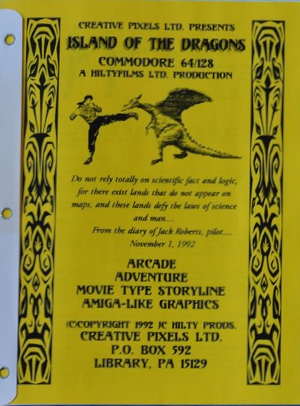 CREATIVE PIXELS LTD. PRESENTS
ISLAND OF THE DRAGONS
COMMODORE 64/128
A HILTYFILMS LTD. PRODUCTION
Do not rely totally on scientific fact and logic,
for there exist lands that do not appear on
maps, and these lands defy the laws of science
and man....
From the diary of Jack Roberts, pilot....
November 1, 1992
ARCADE
ADVENTURE
MOVIE TYPE STORYLINE
AMIGA-LIKE GRAPHICS
(C)COPYRIGHT 1992 JC HILTY PRODS.
CREATIVE PIXELS LTD.
P.O. BOX 592
LIBRARY, PA 15129